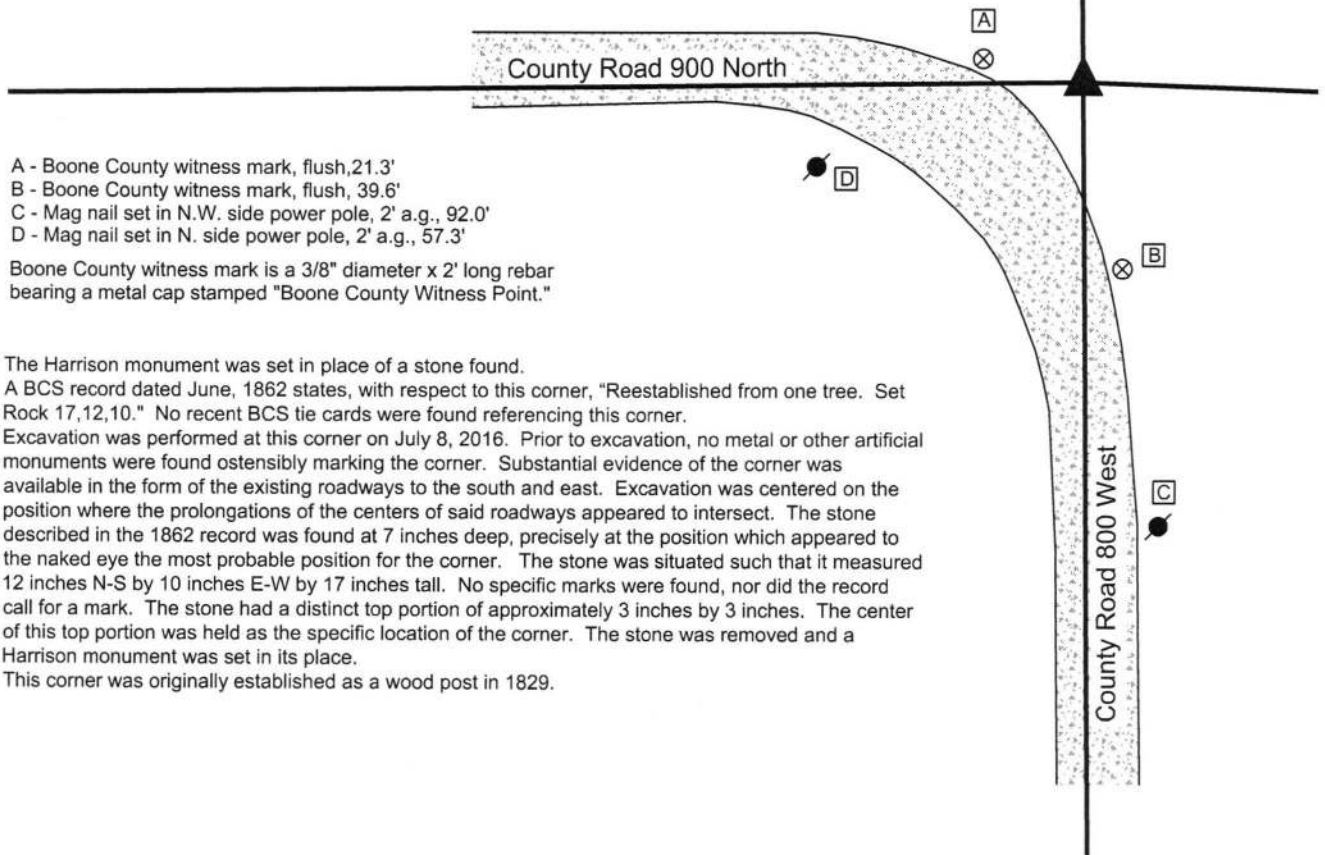 A
County Road 900 North
A - Boone County witness mark, flush,21.3'
B - Boone County witness mark, flush, 39.6'
C - Mag nail set in N.W. side power pole, 2' a.g., 92.0'
D - Mag nail set in N. side power pole, 2' a.g., 57.3'
D
Boone County witness mark is a 3/8" diameter x 2' long rebar
bearing a metal cap stamped "Boone County Witness Point."
B
The Harrison monument was set in place of a stone found.
A BCS record dated June, 1862 states, with respect to this corner, “Reestablished from one tree.  Set
Rock 17,12,10."  No recent BCS tie cards were found referencing this corner.
Excavation was performed at this corner on July 8, 2016.  Prior to excavation, no metal or other artificial
monuments were found ostensibly marking the corner.  Substantial evidence of the corner was
available in the form of the existing roadways to the south and east.  Excavation was centered on the
position where the prolongations of the centers of said roadways appeared to intersect.  The stone
described in the 1862 record was found at 7 inches deep, precisely at the position which appeared to
the naked eye the most probable position for the corner.  The stone was situated such that it measured
12 inches N-S by 10 inches E-W by 17 inches tall.  No specific marks were found, nor did the record
call for a mark.  The stone had a distinct top portion of approximately 3 inches by 3 inches.  The center
of this top portion was held as the specific location of the corner.  The stone was removed and a
Harrison monument was set in its place.
This corner was originally established as a wood post in 1829.
County Road 800 West
C